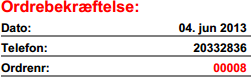 Ordrebekræftelse:
Dato: 04. jun 2013
Telefon: 20332836
Ordrenr: 00008